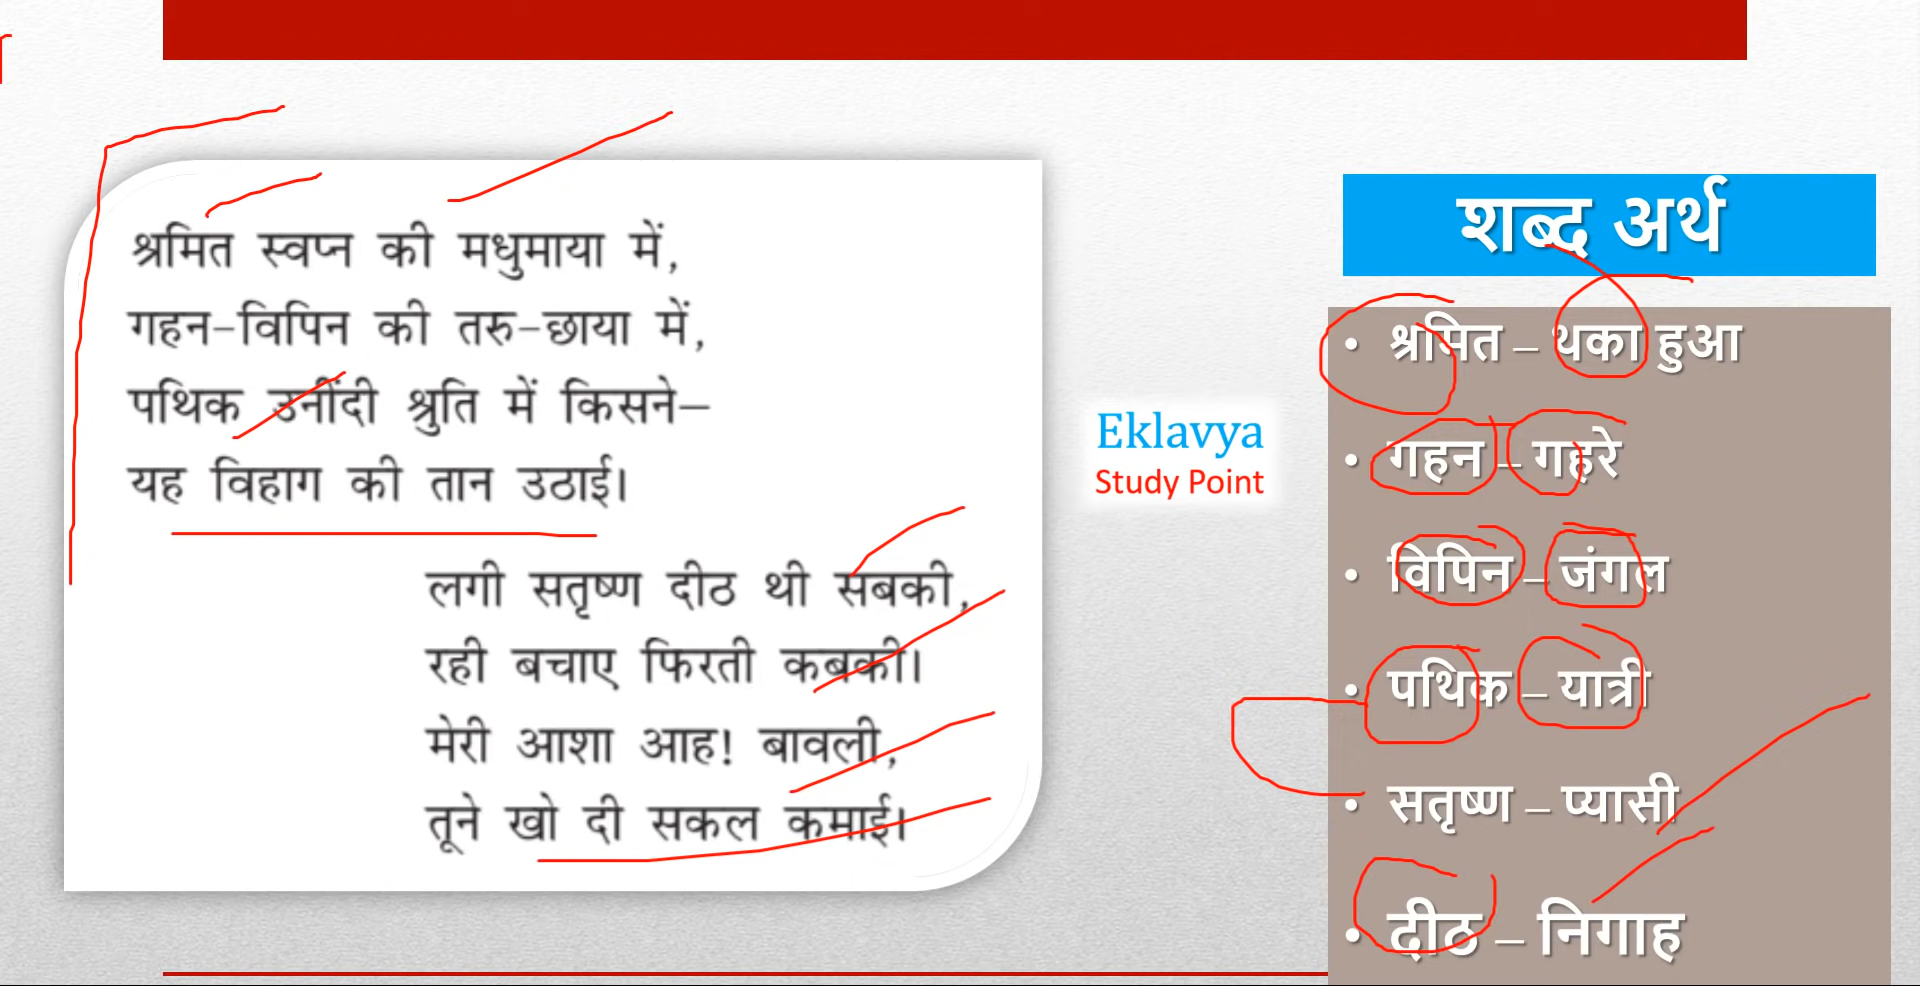 श्रमित स्वप्न की मधुमाया में,
गहन-विपिन की तरु-छाया में,
पथिक उनींदी श्रुति में किसने—
यह विहाग की तान उठाई।
लगी सतृष्ण दीठ थी सबकी,
रही बचाए फिरती कबकी।
मेरी आशा आह! बावली,
तूने खो दी सकल कमाई।
Eklavya
Study Point
शब्द अर्थ
• श्रमित – थका हुआ
• गहन – गहरे
• विपिन – जंगल
• पथिक – यात्री
• सतृष्ण – प्यासी
• दीठ – निगाह